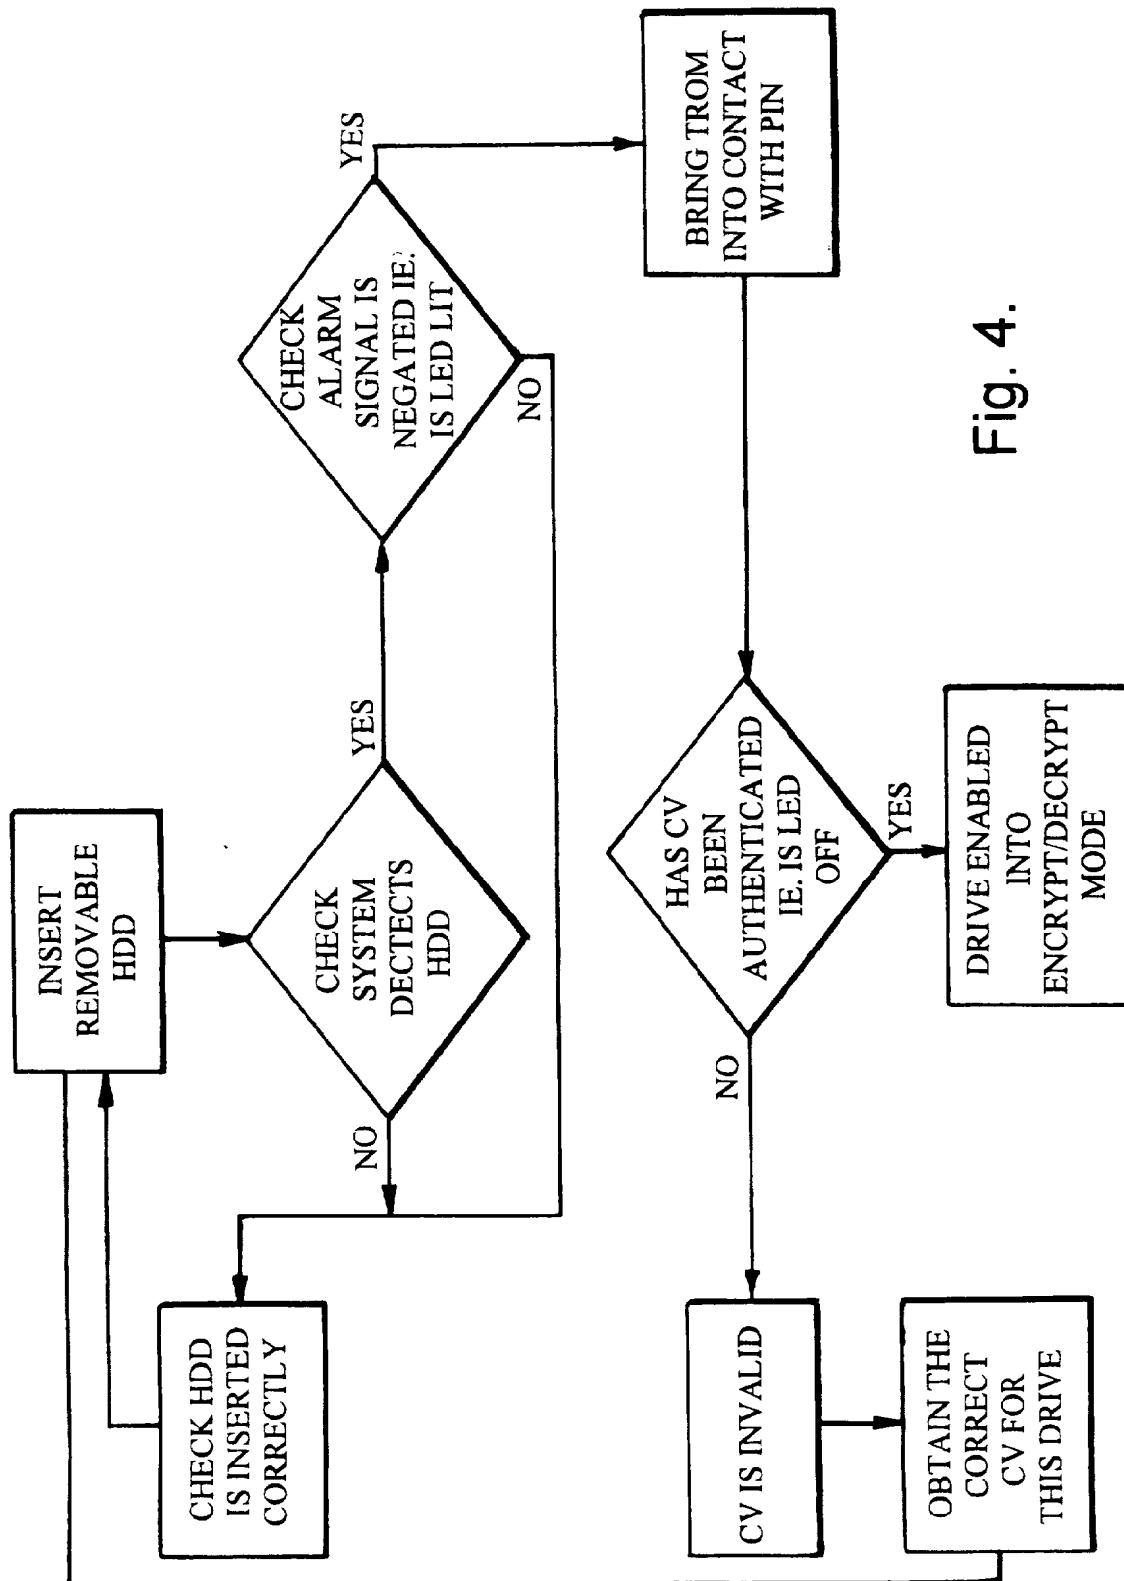 INSERT
REMOVABLE
HDD
CHECK
SYSTEM
DECTECTS
HDD
YES
NO
CHECK HDD
IS INSERTED
CORRECTLY
CHECK
ALARM
SIGNAL IS
NEGATED IE.
IS LED LIT
YES
NO
BRING TROM
INTO CONTACT
WITH PIN
HAS CV
BEEN
AUTHENTICATED
IE. IS LED
OFF
YES
NO
DRIVE ENABLED
INTO
ENCRYPT/DECRYPT
MODE
CV IS INVALID
OBTAIN THE
CORRECT
CV FOR
THIS DRIVE
Fig. 4.